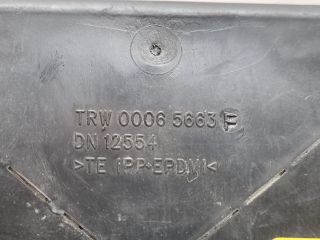 TRW 0006 5663 F
DN 12554
>TE (PP+EPDM)<